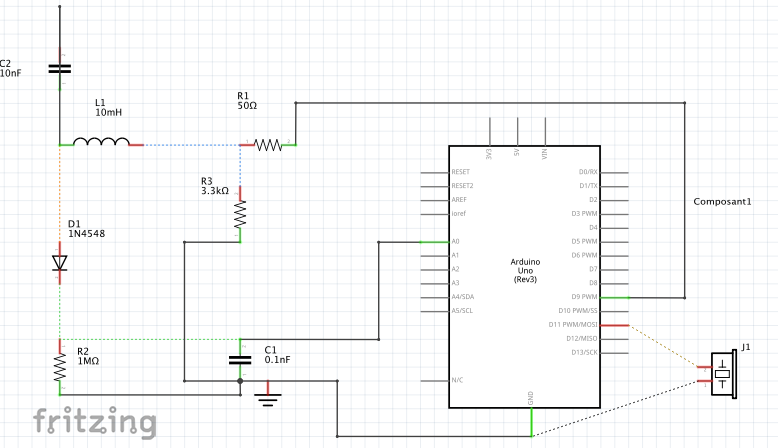 C2
10nF
L1
10mH
R1
50Ω
R3
3.3kΩ
D1
1N4548
R2
1MΩ
C1
0.1nF
3V3
5V
VIN
RESET
RESET2
AREF
ioref
A0
A1
A2
A3
A4/SDA
A5/SCL
N/C
Arduino
Uno
(Rev3)
D0/RX
D1/TX
D2
D3 PWM
D4
D5 PWM
D6 PWM
D7
D8
D9 PWM
D10 PWM/SS
D11 PWM/MOSI
D12/MISO
D13/SCK
GND
Composant1
J1
fritzing